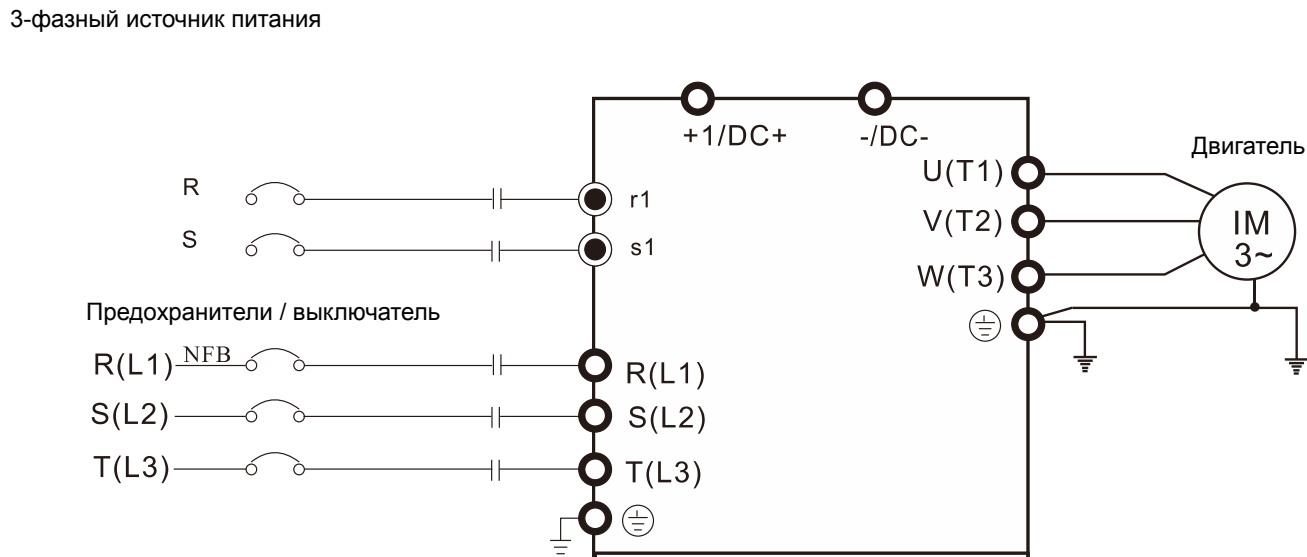 3-фазный источник питания
+1/DC+ -/DC-
Двигатель
U(T1)
R r1
V(T2)
IM
3~
S s1
W(T3)
Предохранители / выключатель
R(L1) NFB R(L1)
S(L2) S(L2)
T(L3) T(L3)